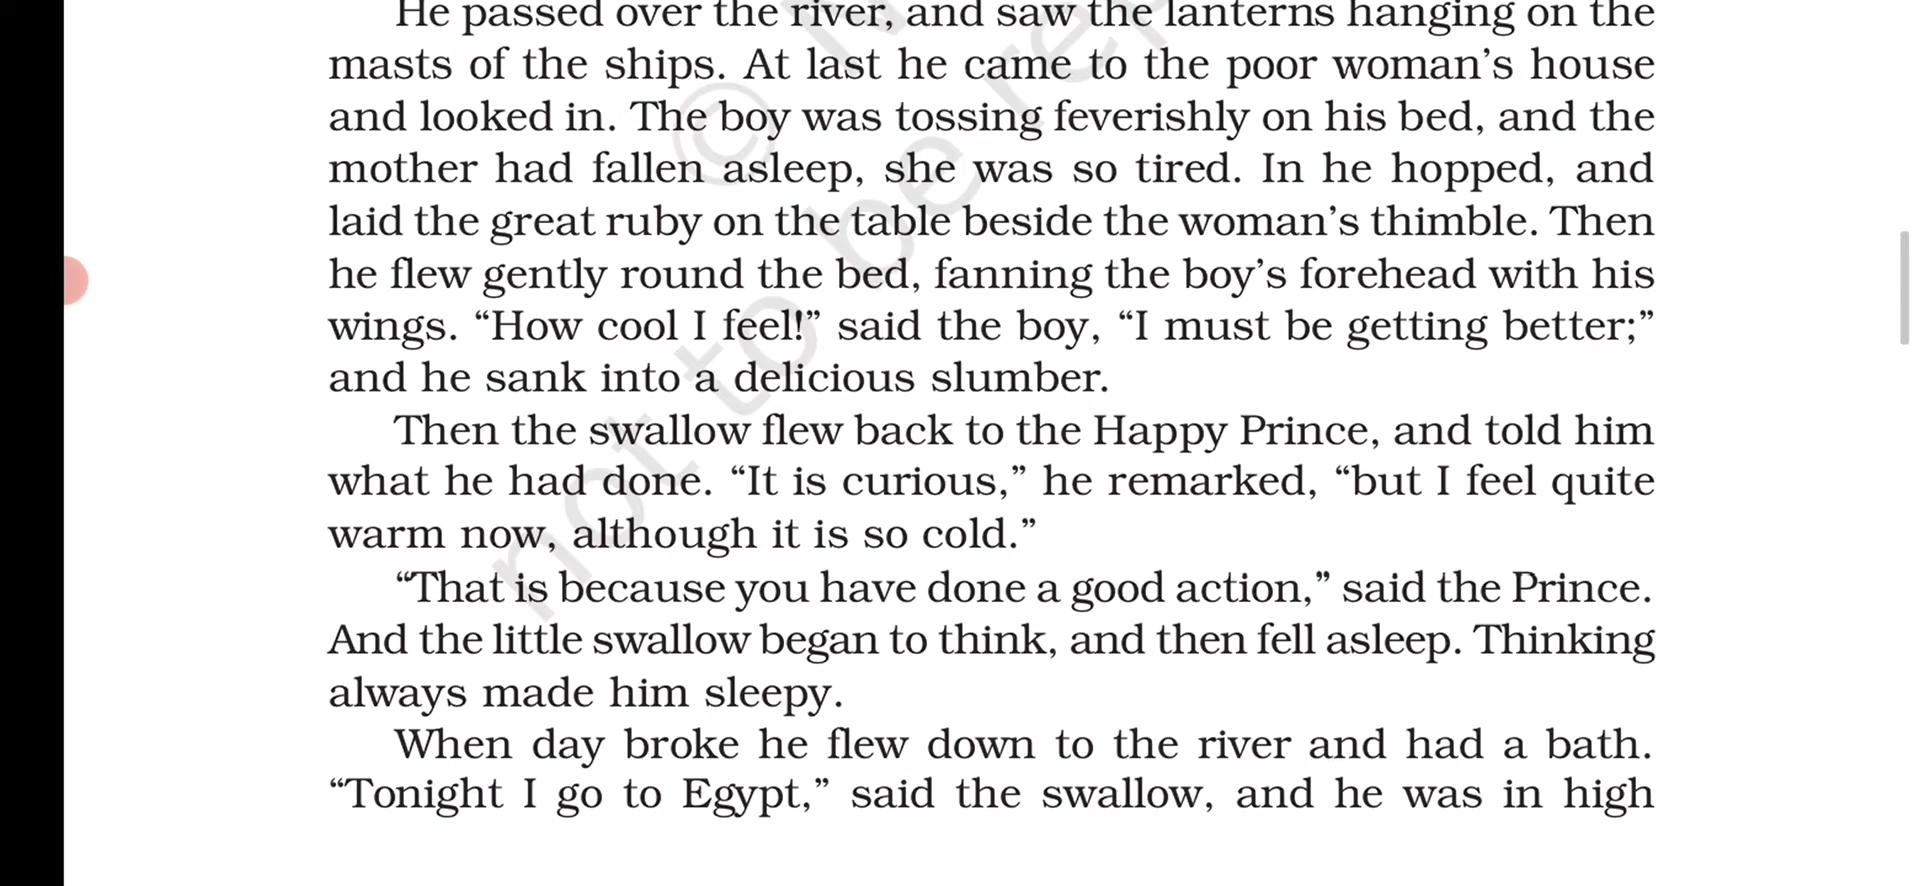 He passed over the river, and saw the lanterns hanging on the
masts of the ships. At last he came to the poor woman’s house
and looked in. The boy was tossing feverishly on his bed, and the
mother had fallen asleep, she was so tired. In he hopped, and
laid the great ruby on the table beside the woman’s thimble. Then
he flew gently round the bed, fanning the boy’s forehead with his
wings. “How cool I feel!” said the boy, “I must be getting better;”
and he sank into a delicious slumber.
Then the swallow flew back to the Happy Prince, and told him
what he had done. “It is curious,” he remarked, “but I feel quite
warm now, although it is so cold.”
“That is because you have done a good action,” said the Prince.
And the little swallow began to think, and then fell asleep. Thinking
always made him sleepy.
When day broke he flew down to the river and had a bath.
“Tonight I go to Egypt,” said the swallow, and he was in high
©
not to be